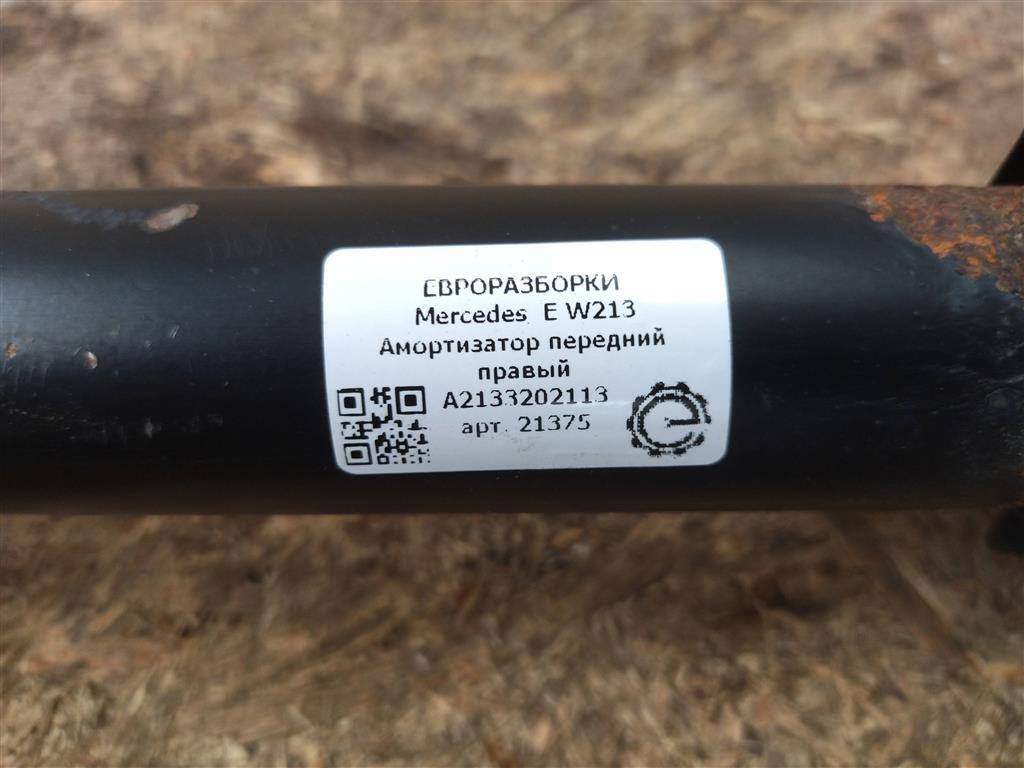 ЕВРОРАЗБОРКИ
Mercedes E W213
Амортизатор передний
правый
A2133202113
арт. 21375